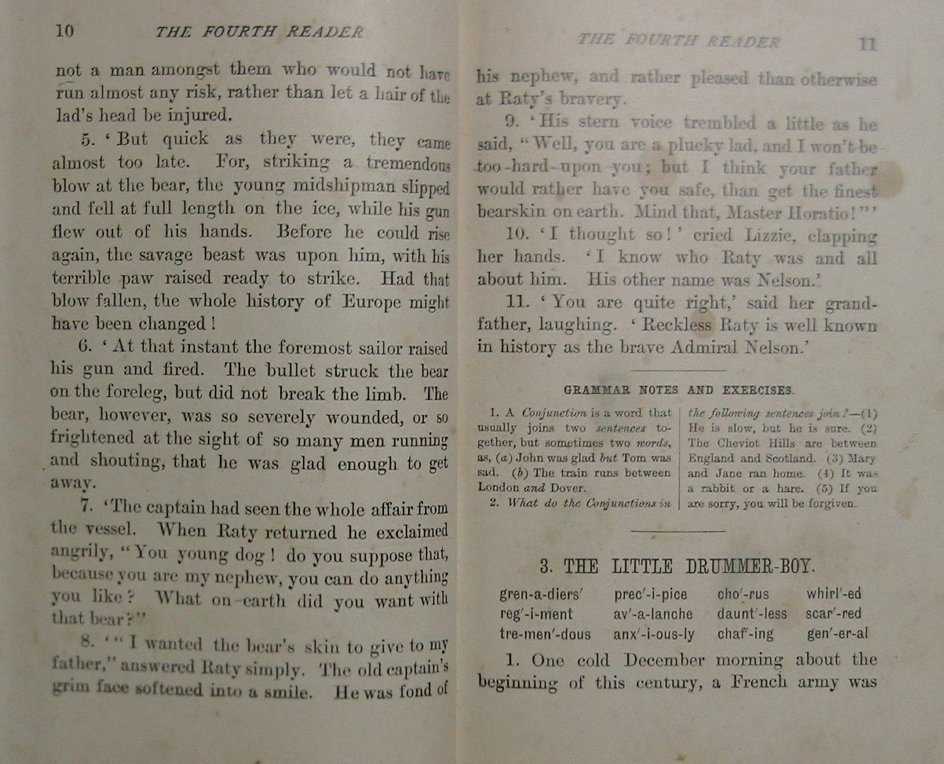 10 THE FOURTH READER
not a man amongst them who would not have
run almost any risk, rather than let a hair of the
lad's head be injured.
5. ‘But quick as they were, they came
almost too late. For, striking a tremendous
blow at the bear, the young midshipman slipped
and fell at full length on the ice, while his gun
flew out of his hands. Before he could rise
again, the savage beast was upon him, with his
terrible paw raised ready to strike. Had that
blow fallen, the whole history of Europe might
have been changed!
6. ‘At that instant the foremost sailor raised
his gun and fired. The bullet struck the bear
on the foreleg, but did not break the limb. The
bear, however, was so severely wounded, or so
frightened at the sight of so many men running
and shouting, that he was glad enough to get
away.
7. ‘The captain had seen the whole affair from
the vessel. When Raty returned he exclaimed
angrily, “You young dog! do you suppose that,
because you are my nephew, you can do anything
you like? What on earth did you want with
that bear?”
8. ‘“I wanted the bear's skin to give to my
father,” answered Raty simply. The old captain's
grim face softened into a smile. He was fond of
THE FOURTH READER 11
his nephew, and rather pleased than otherwise
at Raty's bravery.
9. ‘His stern voice trembled a little as he
said, “Well, you are a plucky lad, and I won't be
too hard upon you; but I think your father
would rather have you safe, than get the finest
bearskin on earth. Mind that, Master Horatio!”’
10. ‘I thought so!’ cried Lizzie, clapping
her hands. ‘I know who Raty was and all
about him. His other name was Nelson.’
11. ‘You are quite right,’ said her grand-
father, laughing. ‘Reckless Raty is well known
in history as the brave Admiral Nelson.’
GRAMMAR NOTES AND EXERCISES.
1. A Conjunction is a word that
usually joins two sentences to-
gether, but sometimes two words,
as, (a) John was glad but Tom was
sad. (b) The train runs between
London and Dover.
2. What do the Conjunctions in
the following sentences join?—(1)
He is slow, but he is sure. (2)
The Cheviot Hills are between
England and Scotland. (3) Mary
and Jane ran home. (4) It was
a rabbit or a hare. (5) If you
are sorry, you will be forgiven.
3. THE LITTLE DRUMMER-BOY.
gren-a-diers′ prec′-i-pice cho′-rus whirl′-ed
reg′-i-ment av′-a-lanche daunt′-less scar′-red
tre-men′-dous anx′-i-ous-ly chaf′-ing gen′-er-al
1. One cold December morning about the
beginning of this century, a French army was